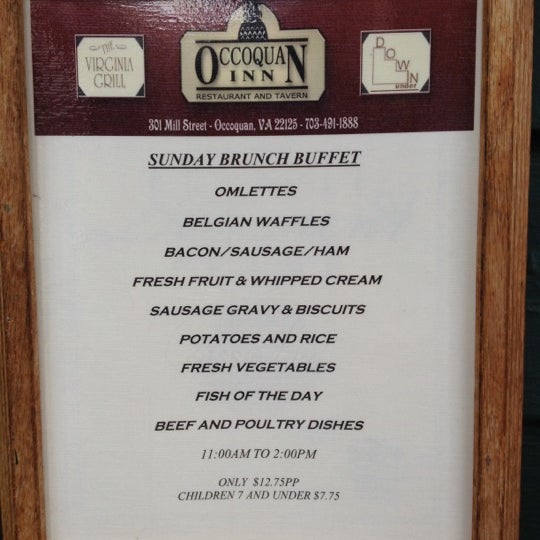 THE
VIRGINIA
GRILL
OCCOQUAN
INN
RESTAURANT AND TAVERN
DOWN
under
301 Mill Street - Occoquan, VA 22125 - 703-491-1888
SUNDAY BRUNCH BUFFET
OMLETTES
BELGIAN WAFFLES
BACON/SAUSAGE/HAM
FRESH FRUIT & WHIPPED CREAM
SAUSAGE GRAVY & BISCUITS
POTATOES AND RICE
FRESH VEGETABLES
FISH OF THE DAY
BEEF AND POULTRY DISHES
11:00AM TO 2:00PM
ONLY $12.75PP
CHILDREN 7 AND UNDER $7.75